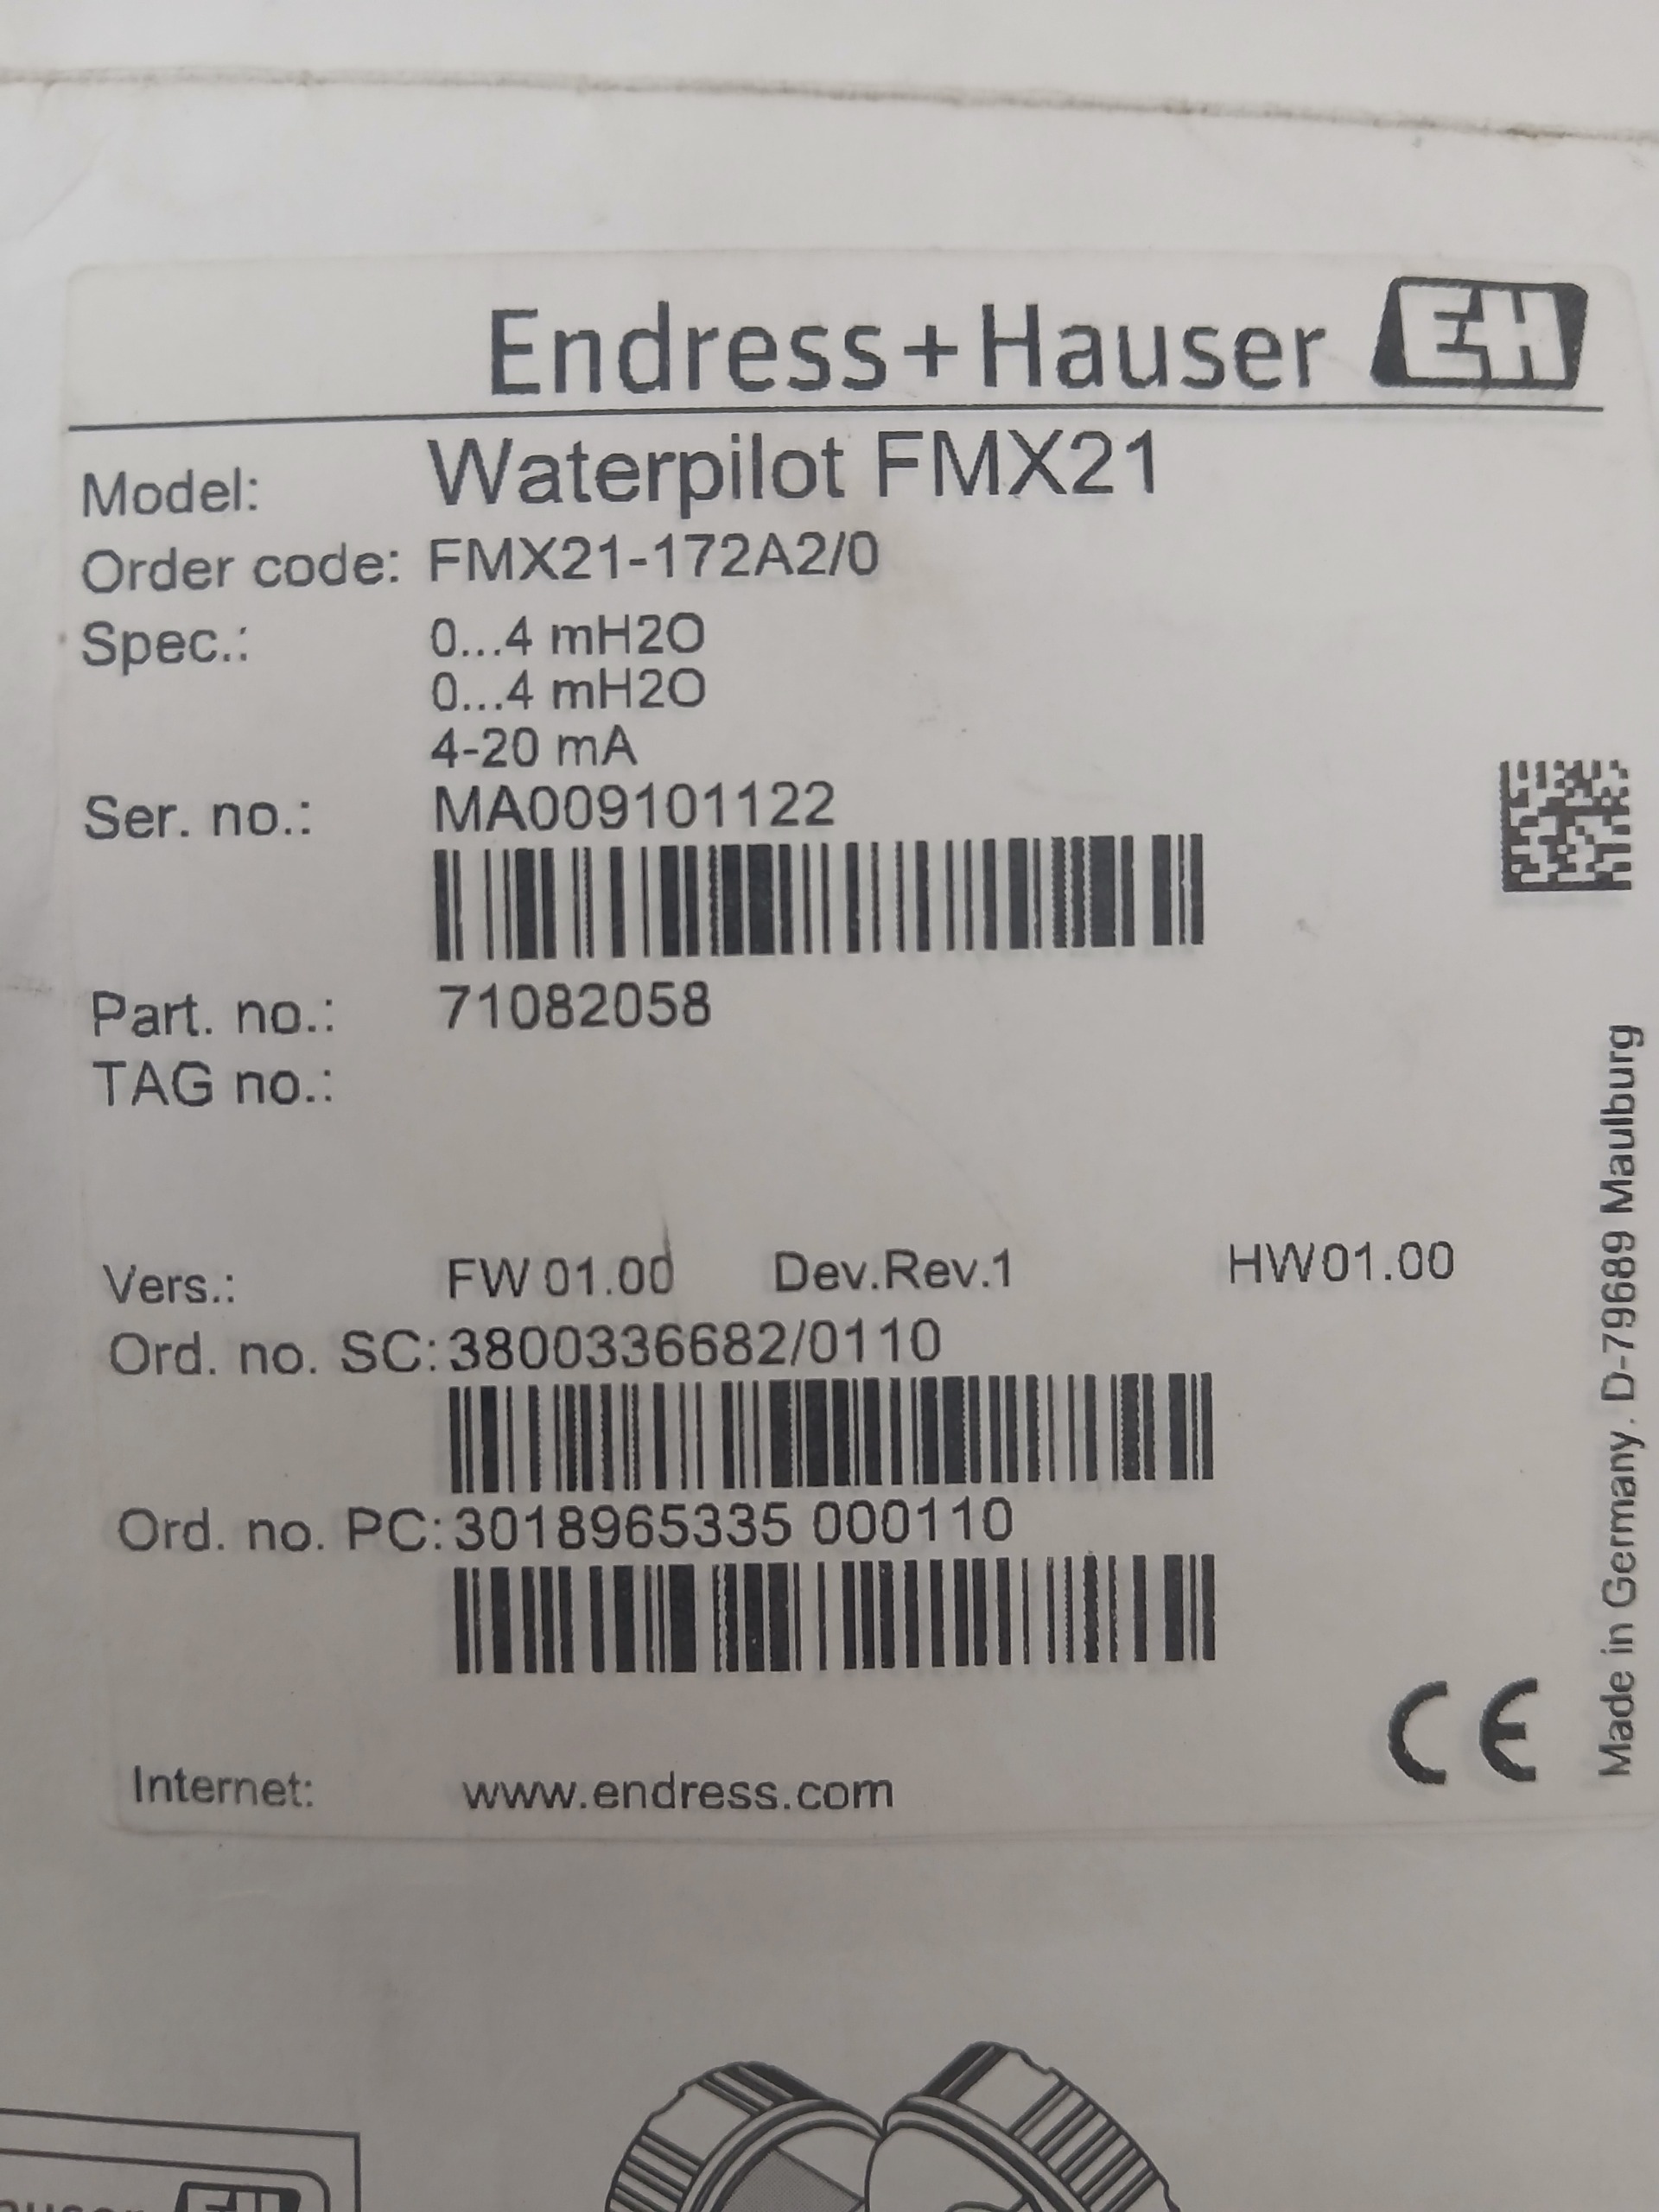 Endress+Hauser EH
Model: Waterpilot FMX21
Order code: FMX21-172A2/0
Spec.: 0...4 mH2O
0...4 mH2O
4-20 mA
Ser. no.: MA009101122
Part. no.: 71082058
TAG no.:
Vers.: FW 01.00 Dev.Rev.1 HW01.00
Ord. no. SC: 3800336682/0110
Ord. no. PC: 3018965335 000110
Internet: www.endress.com
Made in Germany. D-79689 Maulburg
CE